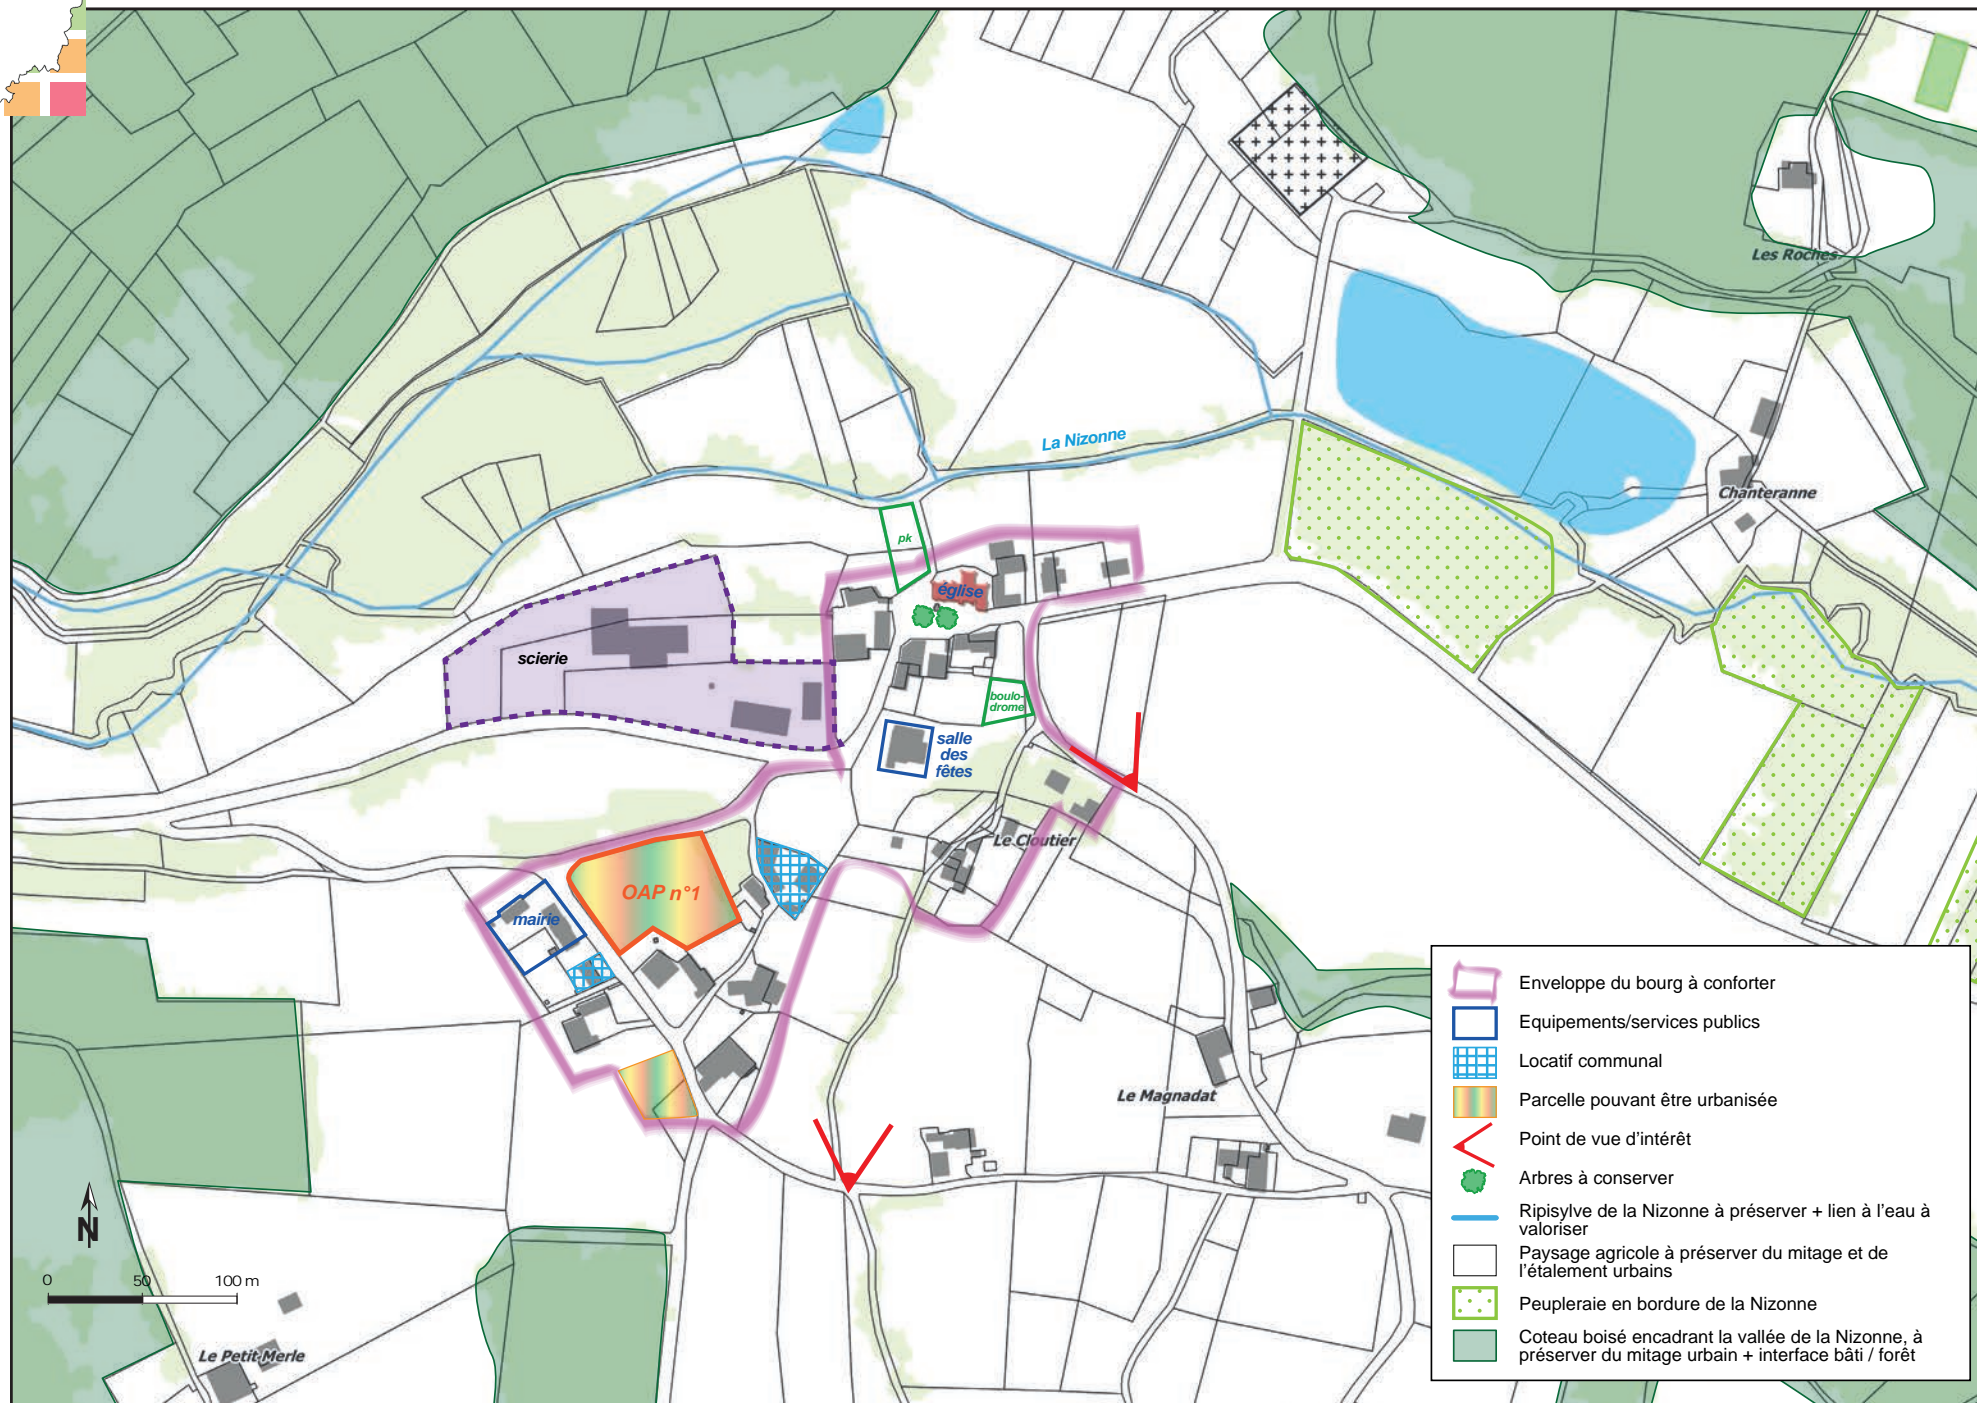 Les Roches
La Nizonne
Chanteranne
pk
église
scierie
boulo-
drome
salle
des
fêtes
Le Cloutier
OAP n°1
mairie
Le Magnadat
N
0 50 100 m
Le Petit-Merle
Enveloppe du bourg à conforter
Equipements/services publics
Locatif communal
Parcelle pouvant être urbanisée
Point de vue d'intérêt
Arbres à conserver
Ripisylve de la Nizonne à préserver + lien à l'eau à
valoriser
Paysage agricole à préserver du mitage et de
l'étalement urbains
Peupleraie en bordure de la Nizonne
Coteau boisé encadrant la vallée de la Nizonne, à
préserver du mitage urbain + interface bâti / forêt